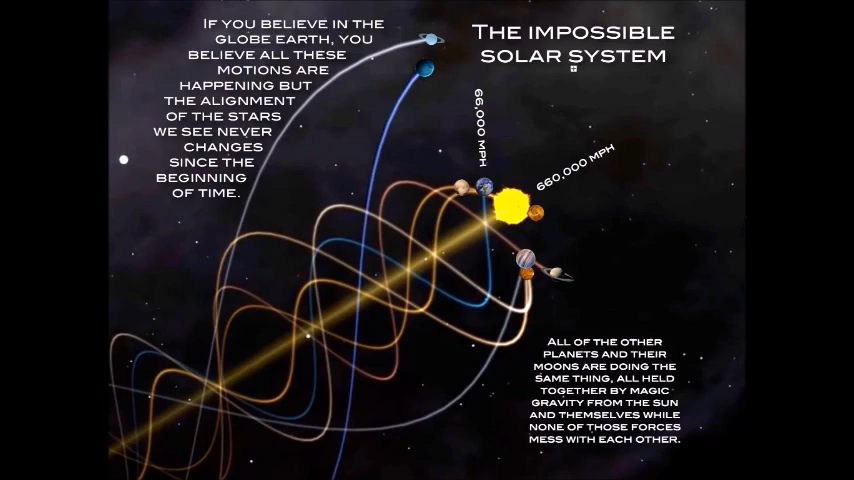 IF YOU BELIEVE IN THE
GLOBE EARTH, YOU
BELIEVE ALL THESE
MOTIONS ARE
HAPPENING BUT
THE ALIGNMENT
OF THE STARS
WE SEE NEVER
CHANGES
SINCE THE
BEGINNING
OF TIME.
THE IMPOSSIBLE
SOLAR SYSTEM
66,000 MPH
660,000 MPH
ALL OF THE OTHER
PLANETS AND THEIR
MOONS ARE DOING THE
SAME THING, ALL HELD
TOGETHER BY MAGIC
GRAVITY FROM THE SUN
AND THEMSELVES WHILE
NONE OF THOSE FORCES
MESS WITH EACH OTHER.